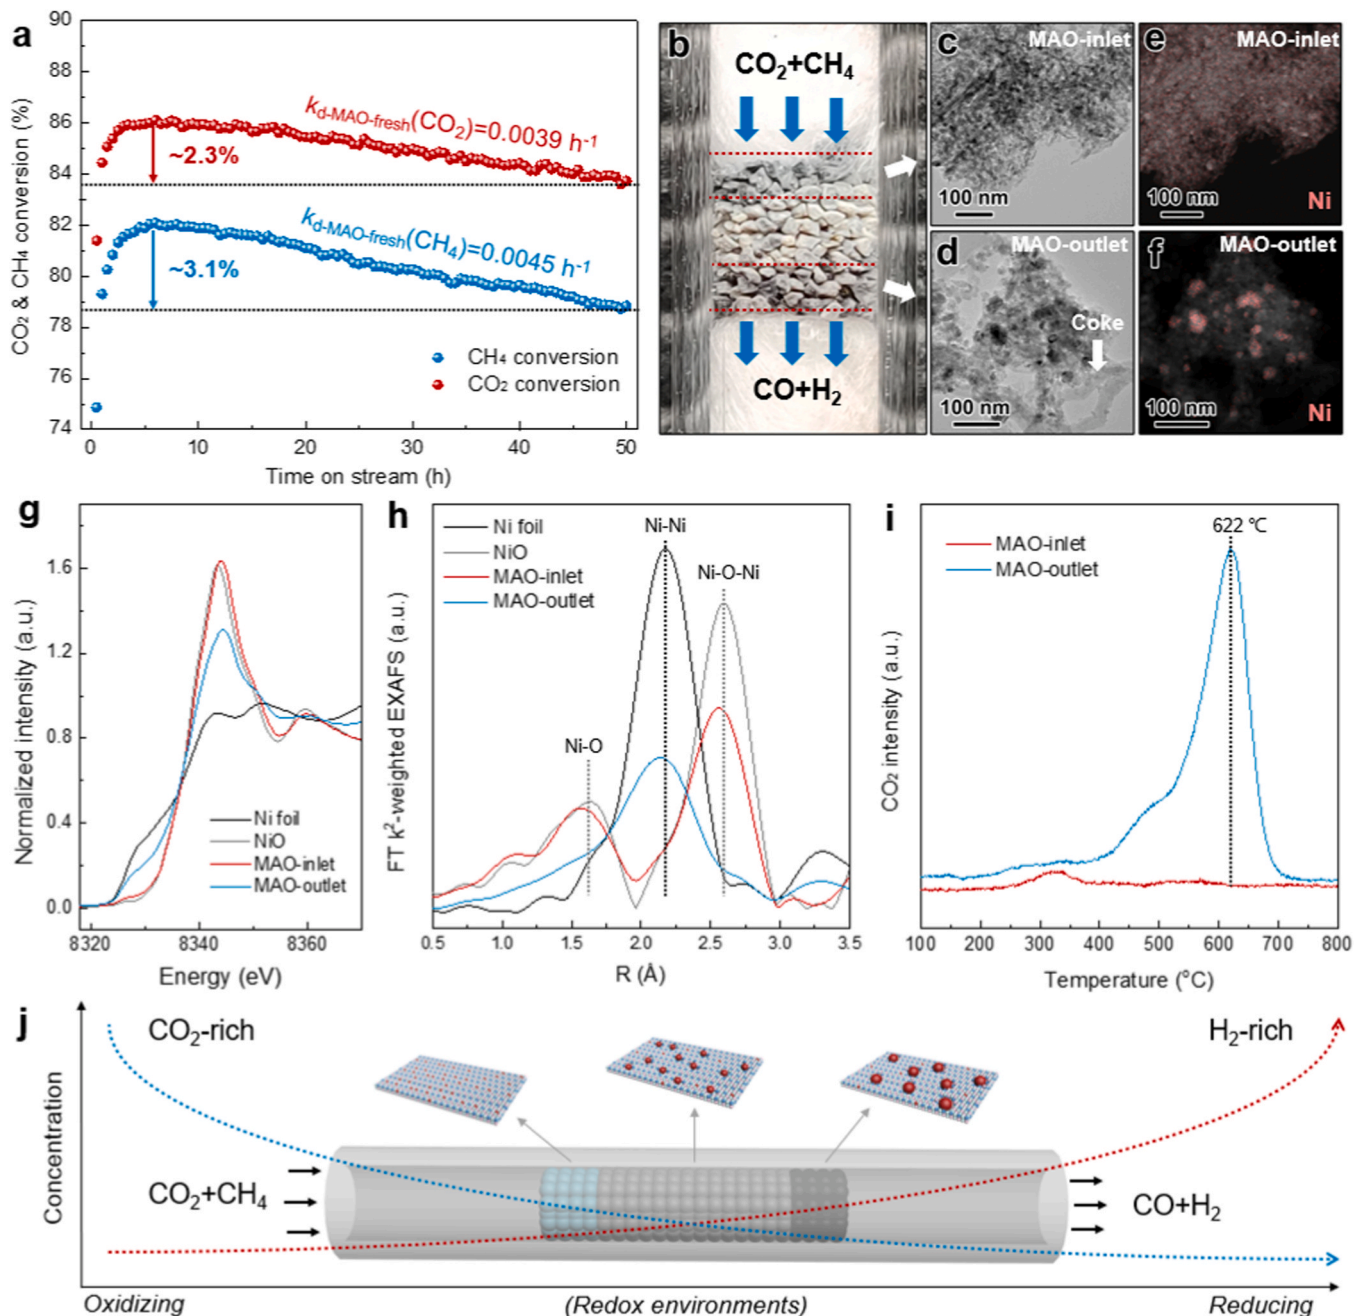 a
90
88
86
84
82
80
78
76
74
CO₂ & CH₄ conversion (%)
k_d-MAO-fresh(CO₂)=0.0039 h⁻¹
~2.3%
k_d-MAO-fresh(CH₄)=0.0045 h⁻¹
~3.1%
CH₄ conversion
CO₂ conversion
0 10 20 30 40 50
Time on stream (h)
b
CO₂+CH₄
CO+H₂
c
MAO-inlet
100 nm
e
MAO-inlet
100 nm
Ni
d
MAO-outlet
Coke
100 nm
f
MAO-outlet
100 nm
Ni
g
1.6
1.2
0.8
0.4
0.0
Normalized intensity (a.u.)
Ni foil
NiO
MAO-inlet
MAO-outlet
8320 8340 8360
Energy (eV)
h
Ni foil
NiO
MAO-inlet
MAO-outlet
Ni-Ni
Ni-O-Ni
Ni-O
FT k²-weighted EXAFS (a.u.)
0.5 1.0 1.5 2.0 2.5 3.0 3.5
R (Å)
i
622 ℃
MAO-inlet
MAO-outlet
CO₂ intensity (a.u.)
100 200 300 400 500 600 700 800
Temperature (°C)
j
CO₂-rich
H₂-rich
Concentration
CO₂+CH₄
CO+H₂
Oxidizing
(Redox environments)
Reducing